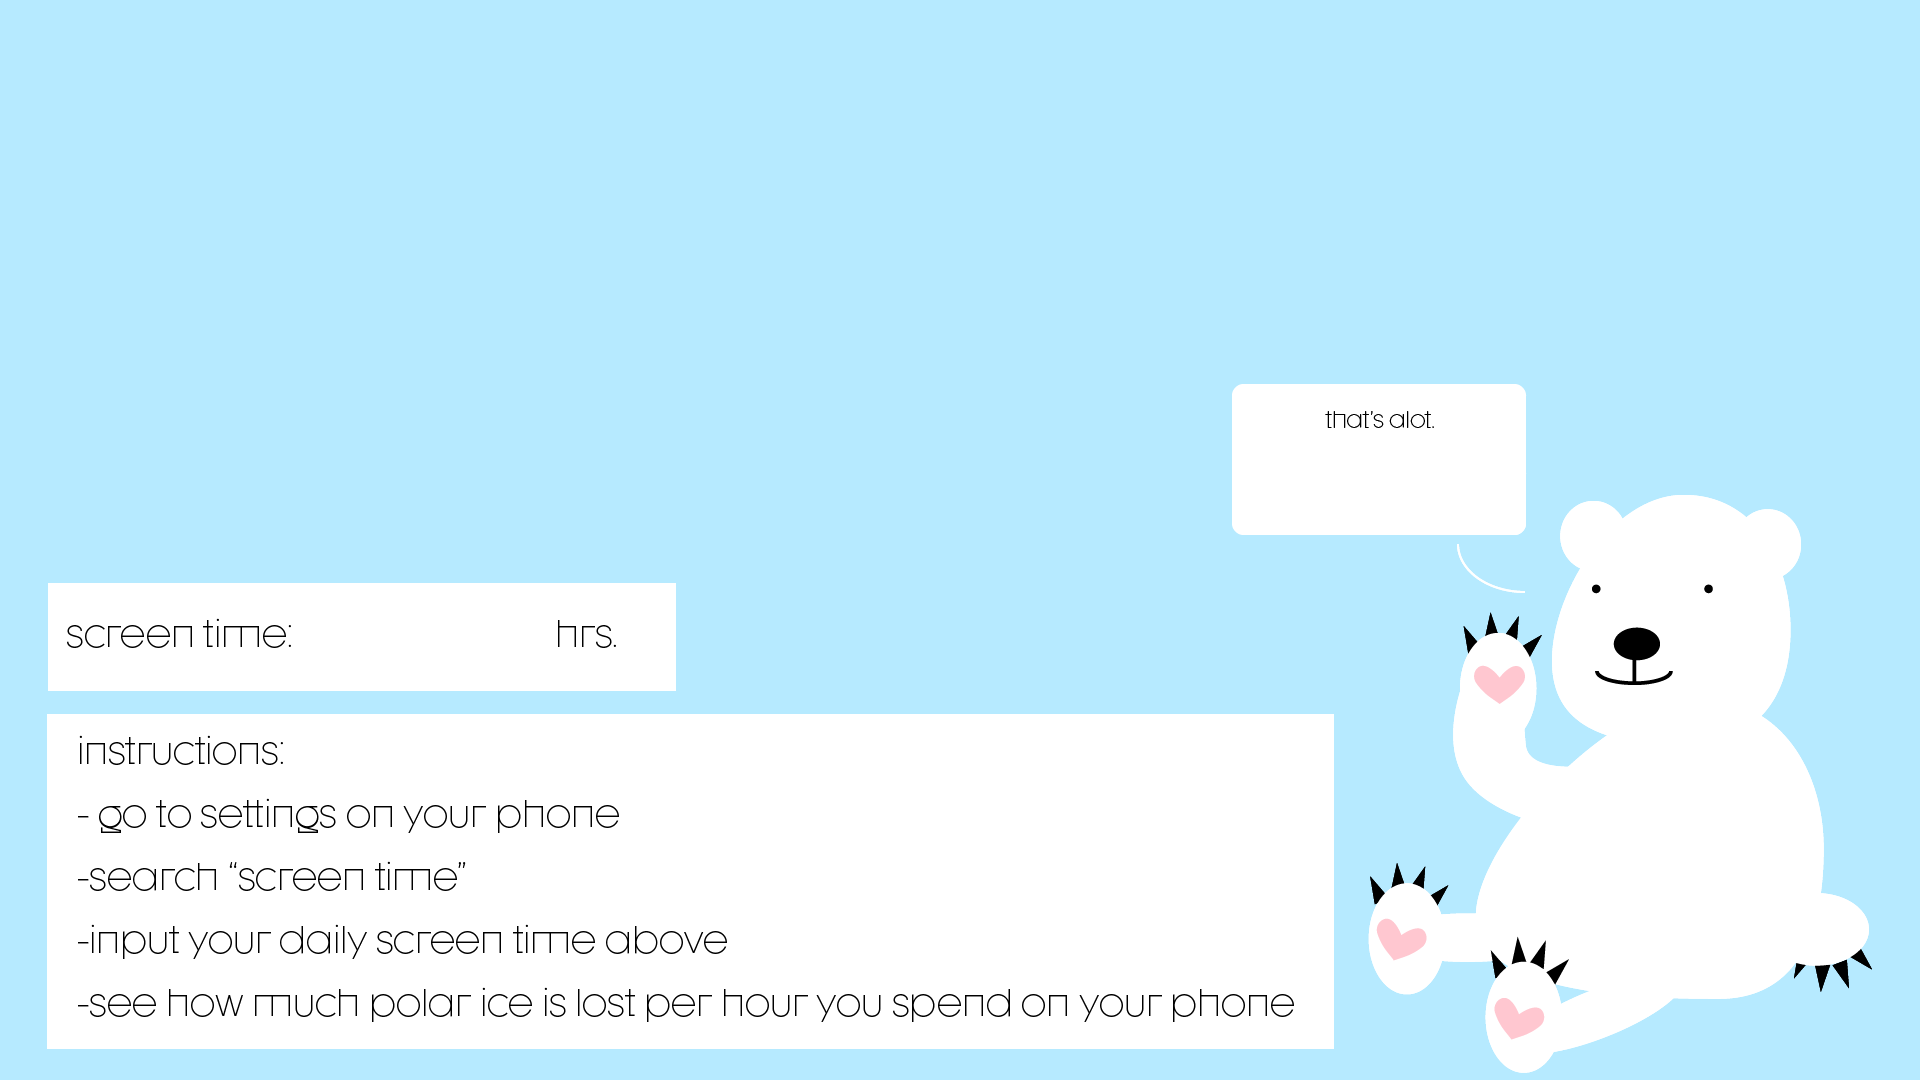 that's alot.
screen time: hrs.
instructions:
- go to settings on your phone
-search “screen time”
-input your daily screen time above
-see how much polar ice is lost per hour you spend on your phone